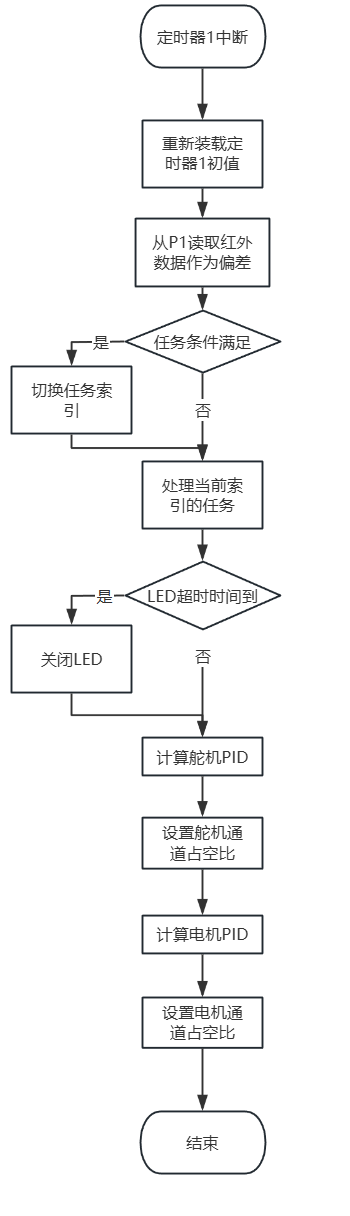 定时器1中断
重新装载定
时器1初值
从P1读取红外
数据作为偏差
任务条件满足
是
切换任务索
引
否
处理当前索
引的任务
LED超时时间到
是
关闭LED
否
计算舵机PID
设置舵机通
道占空比
计算电机PID
设置电机通
道占空比
结束